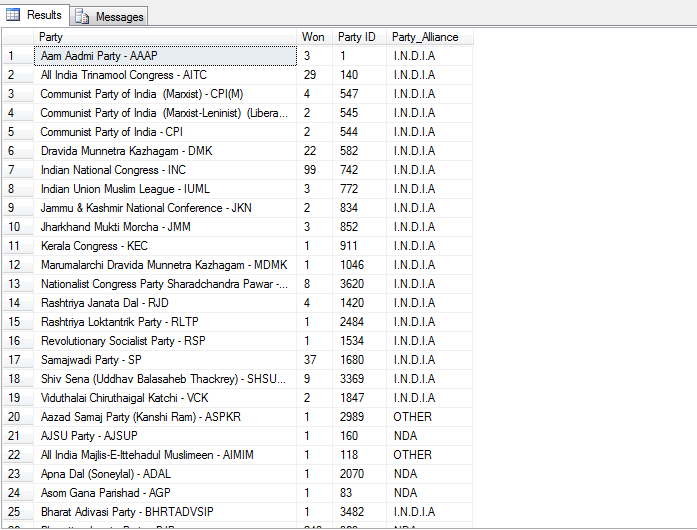 Results Messages
Party Won Party ID Party_Alliance
1 Aam Aadmi Party - AAAP 3 1 I.N.D.I.A
2 All India Trinamool Congress - AITC 29 140 I.N.D.I.A
3 Communist Party of India (Marxist) - CPI(M) 4 547 I.N.D.I.A
4 Communist Party of India (Marxist-Leninist) (Libera... 2 545 I.N.D.I.A
5 Communist Party of India - CPI 2 544 I.N.D.I.A
6 Dravida Munnetra Kazhagam - DMK 22 582 I.N.D.I.A
7 Indian National Congress - INC 99 742 I.N.D.I.A
8 Indian Union Muslim League - IUML 3 772 I.N.D.I.A
9 Jammu & Kashmir National Conference - JKN 2 834 I.N.D.I.A
10 Jharkhand Mukti Morcha - JMM 3 852 I.N.D.I.A
11 Kerala Congress - KEC 1 911 I.N.D.I.A
12 Marumalarchi Dravida Munnetra Kazhagam - MDMK 1 1046 I.N.D.I.A
13 Nationalist Congress Party Sharadchandra Pawar -... 8 3620 I.N.D.I.A
14 Rashtriya Janata Dal - RJD 4 1420 I.N.D.I.A
15 Rashtriya Loktantrik Party - RLTP 1 2484 I.N.D.I.A
16 Revolutionary Socialist Party - RSP 1 1534 I.N.D.I.A
17 Samajwadi Party - SP 37 1680 I.N.D.I.A
18 Shiv Sena (Uddhav Balasaheb Thackrey) - SHSU... 9 3369 I.N.D.I.A
19 Viduthalai Chiruthaigal Katchi - VCK 2 1847 I.N.D.I.A
20 Aazad Samaj Party (Kanshi Ram) - ASPKR 1 2989 OTHER
21 AJSU Party - AJSUP 1 160 NDA
22 All India Majlis-E-Ittehadul Muslimeen - AIMIM 1 118 OTHER
23 Apna Dal (Soneylal) - ADAL 1 2070 NDA
24 Asom Gana Parishad - AGP 1 83 NDA
25 Bharat Adivasi Party - BHRTADVSIP 1 3482 I.N.D.I.A